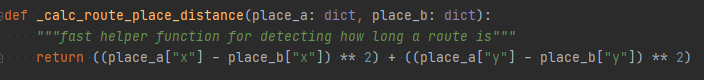 def _calc_route_place_distance(place_a: dict, place_b: dict):
"""fast helper function for detecting how long a route is"""
return ((place_a["x"] - place_b["x"]) ** 2) + ((place_a["y"] - place_b["y"]) ** 2)